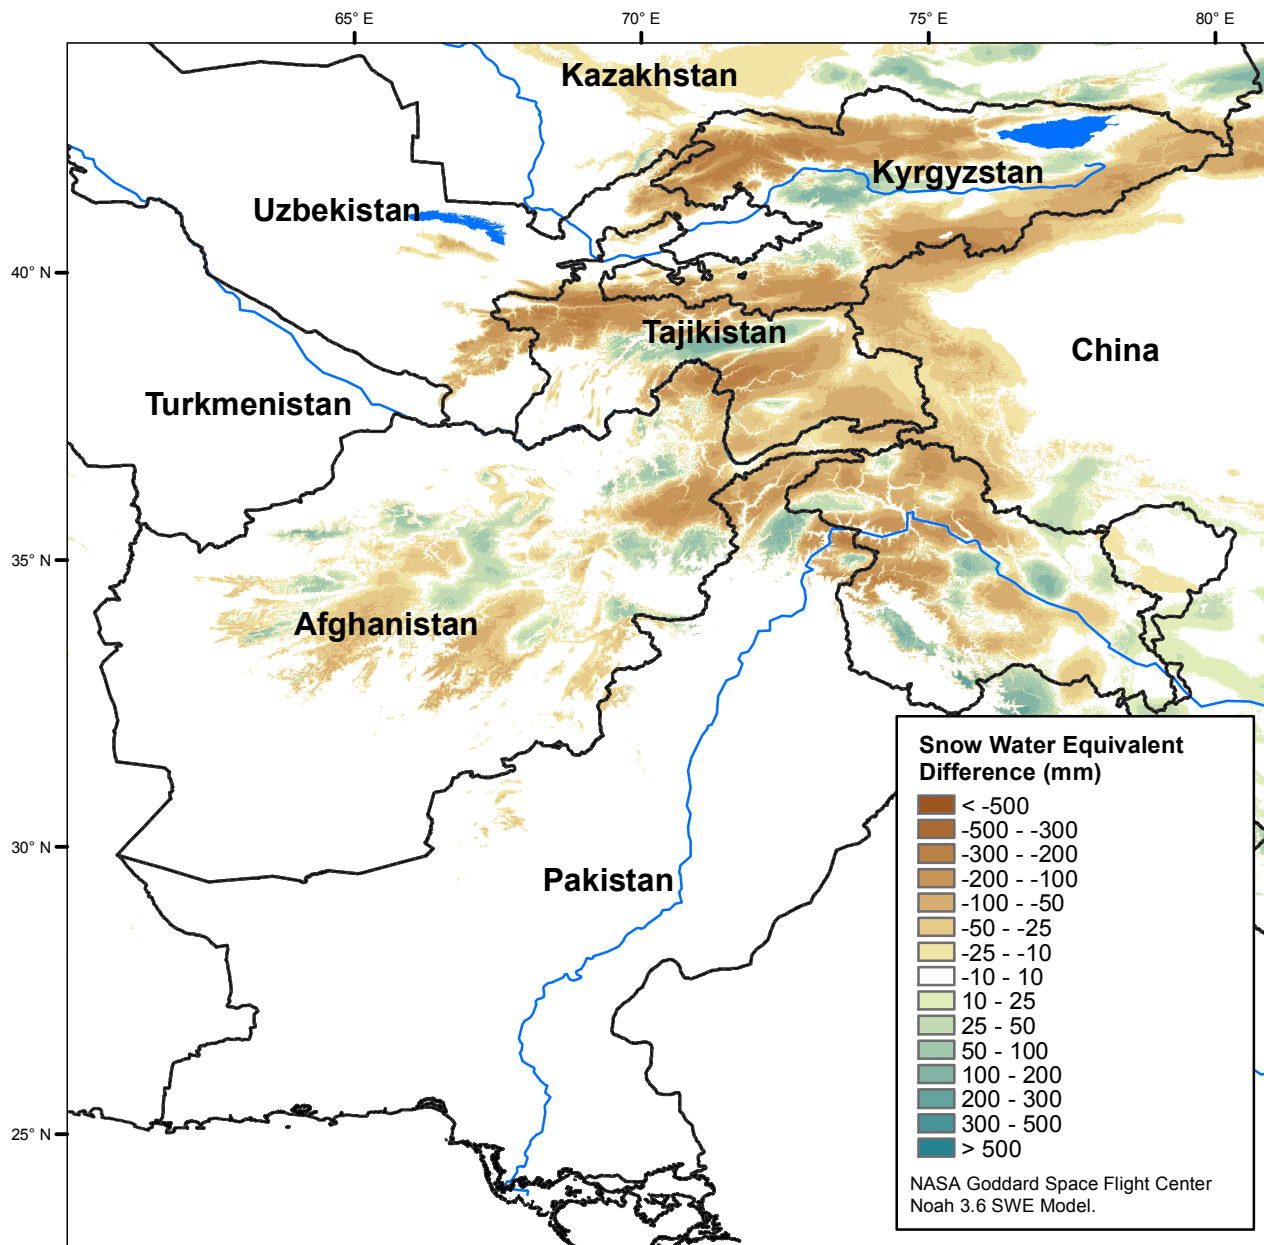 65° E
70° E
75° E
80° E
Kazakhstan
Kyrgyzstan
Uzbekistan
40° N
Tajikistan
China
Turkmenistan
35° N
Afghanistan
30° N
Pakistan
25° N
Snow Water Equivalent
Difference (mm)
< -500
-500 - -300
-300 - -200
-200 - -100
-100 - -50
-50 - -25
-25 - -10
-10 - 10
10 - 25
25 - 50
50 - 100
100 - 200
200 - 300
300 - 500
> 500
NASA Goddard Space Flight Center
Noah 3.6 SWE Model.